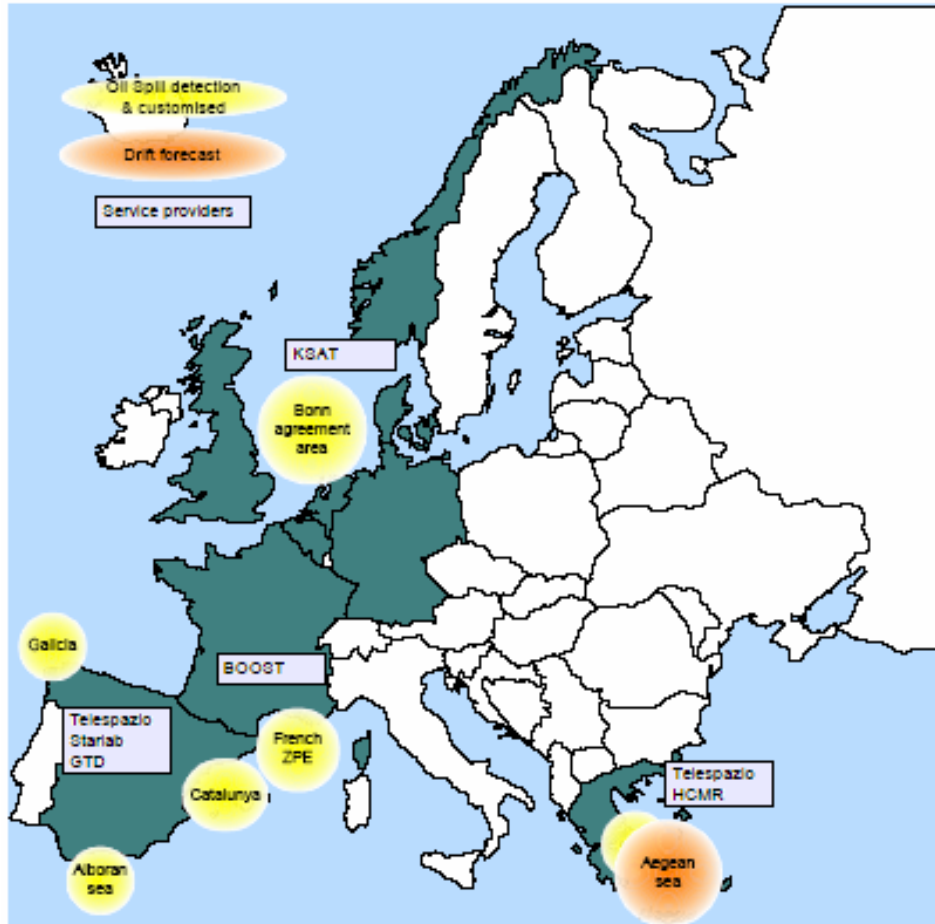 Oil Spill detection
& customised
Drift forecast
Service providers
KSAT
Bonn
agreement
area
Galicia
BOOST
Telespazio
Starlab
GTD
French
ZPE
Catalunya
Telespazio
HCMR
Alboran
sea
Aegean
sea